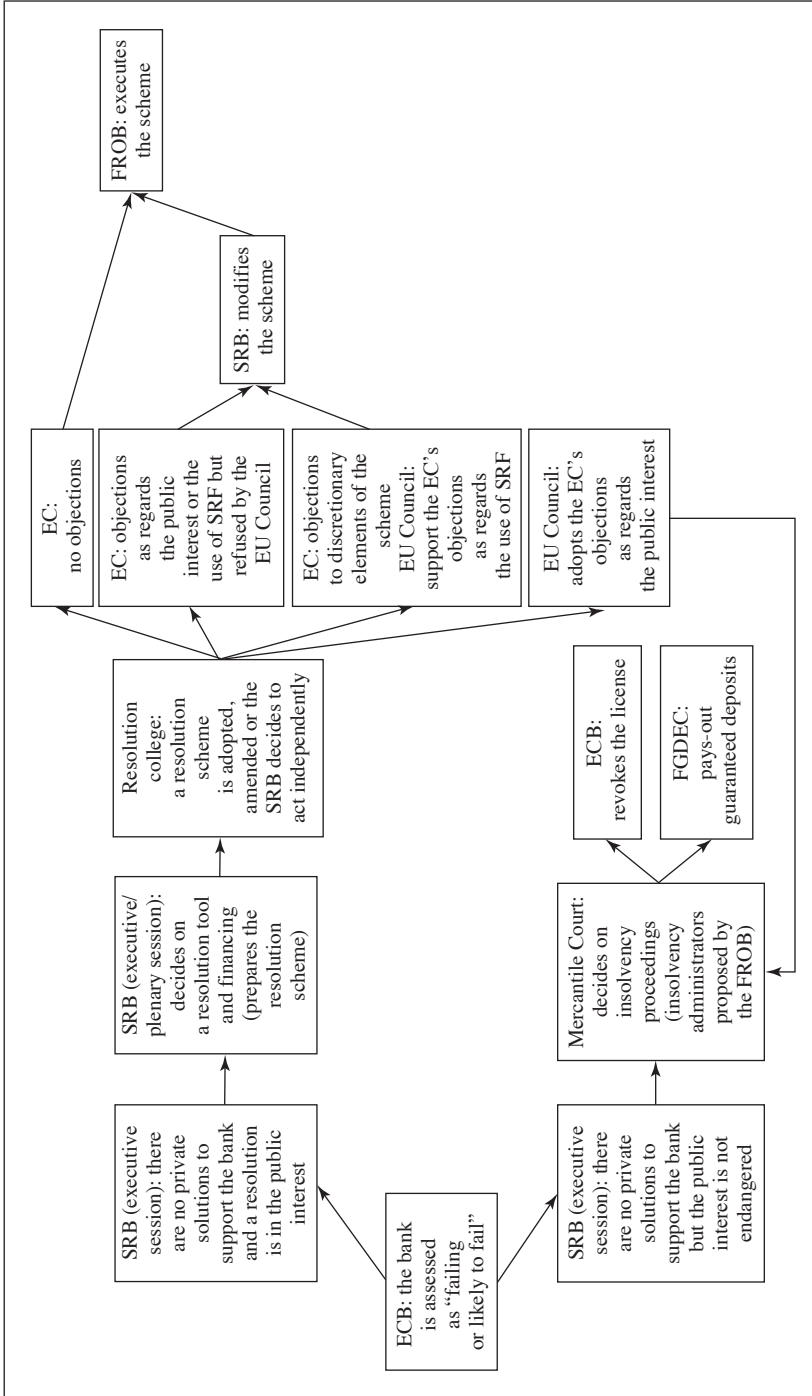 ECB: the bank
is assessed
as “failing
or likely to fail”
SRB (executive
session): there
are no private
solutions to
support the bank
and a resolution
is in the public
interest
SRB (executive/
plenary session):
decides on
a resolution tool
and financing
(prepares the
resolution
scheme)
Resolution
college:
a resolution
scheme
is adopted,
amended or the
SRB decides to
act independently
EC:
no objections
EC: objections
as regards
the public
interest or the
use of SRF but
refused by the
EU Council
EC: objections
to discretionary
elements of the
scheme
EU Council:
support the EC’s
objections
as regards
the use of SRF
EU Council:
adopts the EC’s
objections
as regards
the public interest
SRB: modifies
the scheme
FROB: executes
the scheme
SRB (executive
session): there
are no private
solutions to
support the bank
but the public
interest is not
endangered
Mercantile Court:
decides on
insolvency
proceedings
(insolvency
administrators
proposed by
the FROB)
ECB:
revokes the license
FGDEC:
pays-out
guaranteed deposits